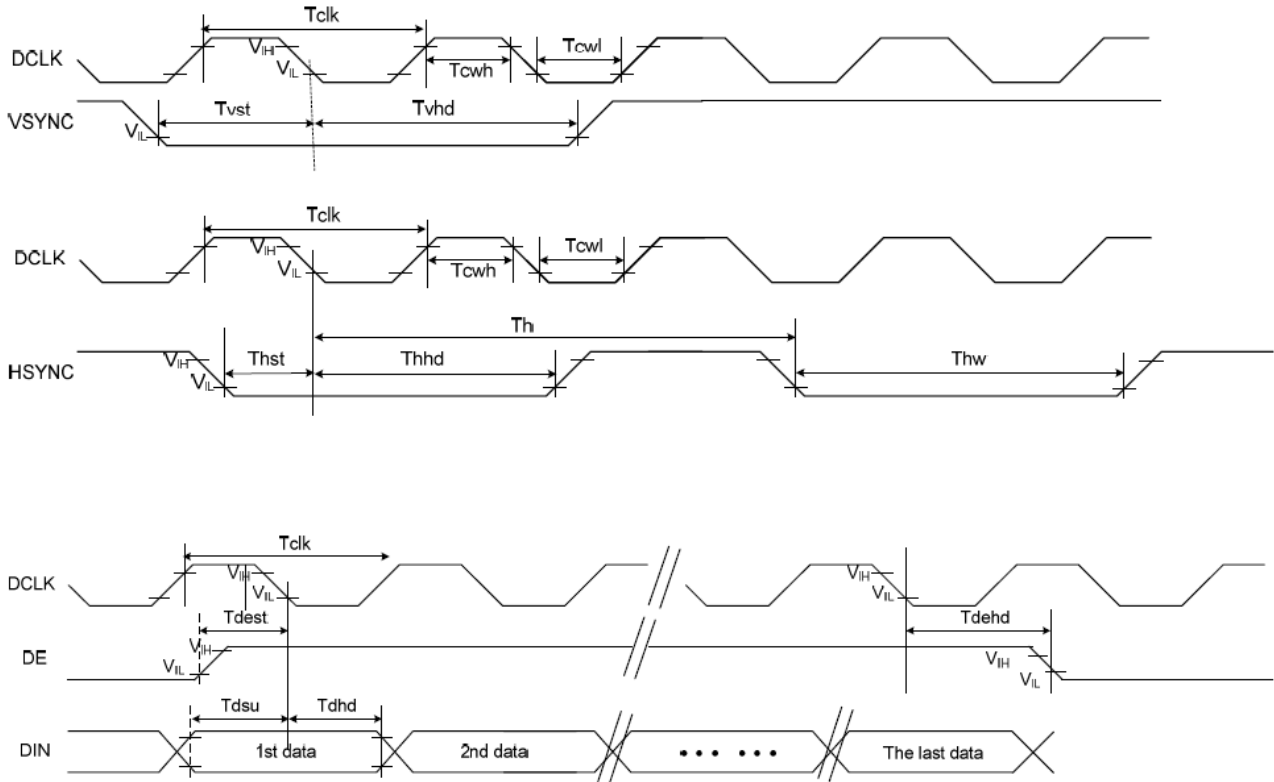 Tclk
DCLK VIH VIL Tcwh Tcwl
VSYNC VIL Tvst Tvhd
Tclk
DCLK VIH VIL Tcwh Tcwl
Th
HSYNC VIH VIL Thst Thhd Thw
Tclk
DCLK VIH VIL VIH VIL
Tdest Tdehd
DE VIH VIL VIH VIL
Tdsu Tdhd
DIN 1st data 2nd data ••• ••• The last data